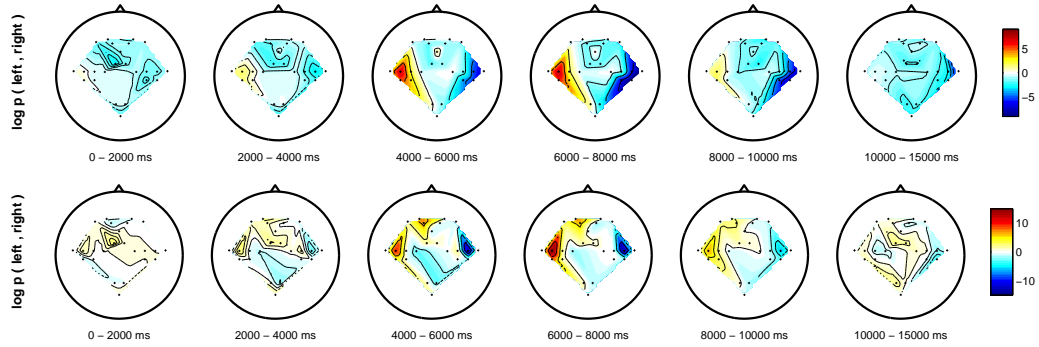 log p ( left , right )
0 – 2000 ms
2000 – 4000 ms
4000 – 6000 ms
6000 – 8000 ms
8000 – 10000 ms
10000 – 15000 ms
5
0
−5
log p ( left , right )
0 – 2000 ms
2000 – 4000 ms
4000 – 6000 ms
6000 – 8000 ms
8000 – 10000 ms
10000 – 15000 ms
10
0
−10